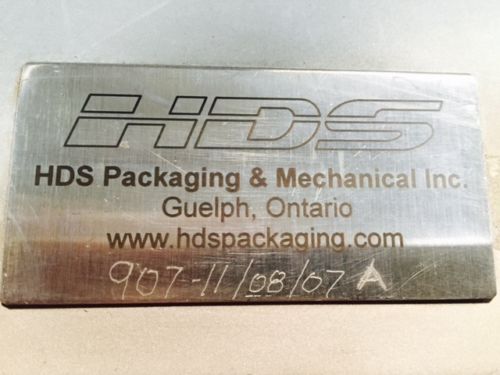 HDS
HDS Packaging & Mechanical Inc.
Guelph, Ontario
www.hdspackaging.com
907-11/08/07 A